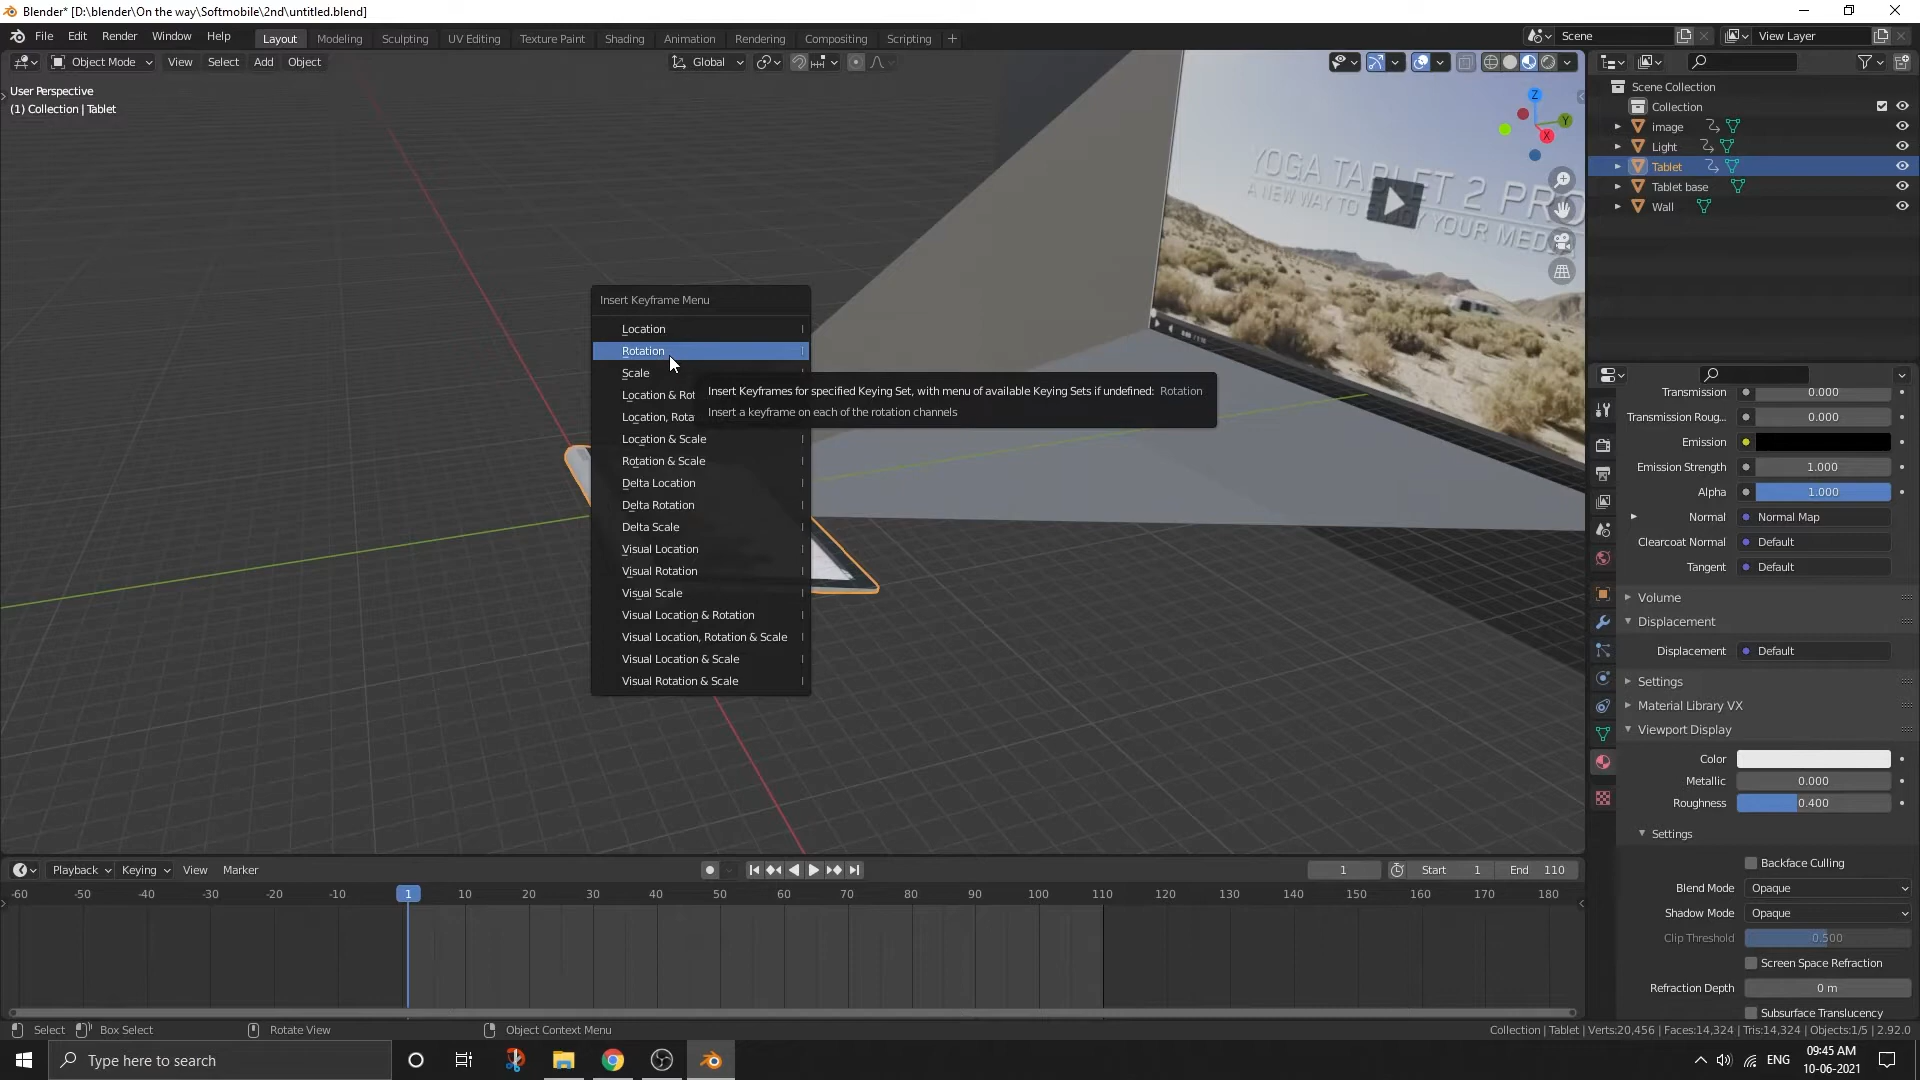 Blender* [D:\blender\On the way\Softmobile\2nd\untitled.blend]
File Edit Render Window Help
Layout Modeling Sculpting UV Editing Texture Paint Shading Animation Rendering Compositing Scripting
Scene
View Layer
Object Mode View Select Add Object
Global
User Perspective
(1) Collection | Tablet
YOGA TABLET 2 PRO
A NEW WAY TO ENJOY YOUR MEDIA
Z
Y
X
Insert Keyframe Menu
Location I
Rotation I
Scale I
Location & Rot
Location, Rota
Location & Scale I
Rotation & Scale I
Delta Location I
Delta Rotation I
Delta Scale I
Visual Location I
Visual Rotation I
Visual Scale I
Visual Location & Rotation I
Visual Location, Rotation & Scale I
Visual Location & Scale I
Visual Rotation & Scale I
Insert Keyframes for specified Keying Set, with menu of available Keying Sets if undefined: Rotation
Insert a keyframe on each of the rotation channels
Scene Collection
Collection
image
Light
Tablet
Tablet base
Wall
Transmission 0.000
Transmission Roug... 0.000
Emission
Emission Strength 1.000
Alpha 1.000
Normal Normal Map
Clearcoat Normal Default
Tangent Default
Volume
Displacement
Displacement Default
Settings
Material Library VX
Viewport Display
Color
Metallic 0.000
Roughness 0.400
Settings
Backface Culling
Blend Mode Opaque
Shadow Mode Opaque
Clip Threshold 0.500
Screen Space Refraction
Refraction Depth 0 m
Subsurface Translucency
Playback Keying View Marker
1 Start 1 End 110
-60 -50 -40 -30 -20 -10 1 10 20 30 40 50 60 70 80 90 100 110 120 130 140 150 160 170 180
Select Box Select Rotate View Object Context Menu
Collection | Tablet | Verts:20,456 | Faces:14,324 | Tris:14,324 | Objects:1/5 | 2.92.0
Type here to search
ENG
09:45 AM
10-06-2021